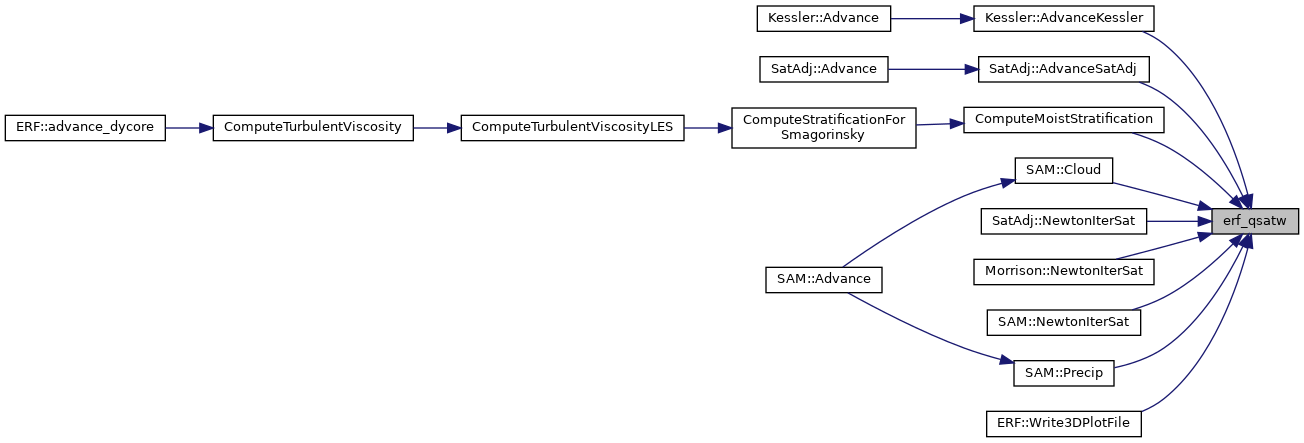 Kessler::Advance
Kessler::AdvanceKessler
SatAdj::Advance
SatAdj::AdvanceSatAdj
ERF::advance_dycore
ComputeTurbulentViscosity
ComputeTurbulentViscosityLES
ComputeStratificationFor
Smagorinsky
ComputeMoistStratification
SAM::Cloud
SatAdj::NewtonIterSat
erf_qsatw
Morrison::NewtonIterSat
SAM::Advance
SAM::NewtonIterSat
SAM::Precip
ERF::Write3DPlotFile